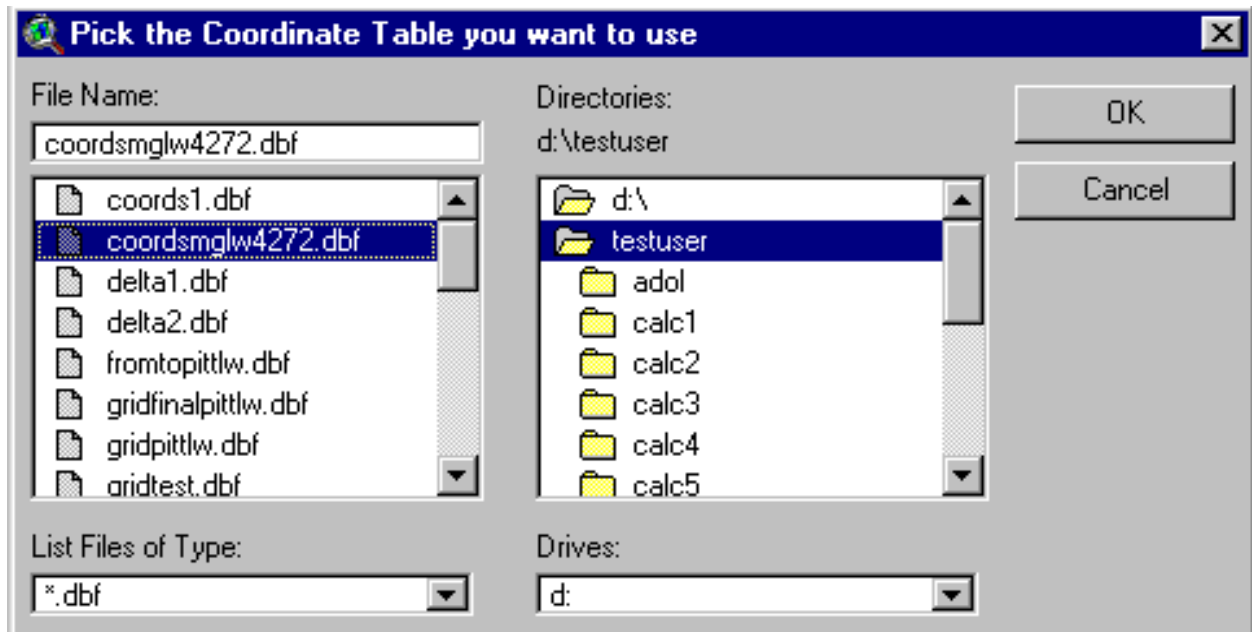 Pick the Coordinate Table you want to use
File Name:
coordsmglw4272.dbf
coords1.dbf
coordsmglw4272.dbf
delta1.dbf
delta2.dbf
fromtopittlw.dbf
gridfinalpittlw.dbf
gridpittlw.dbf
gridtest.dbf
List Files of Type:
*.dbf
Directories:
d:\testuser
d:\
testuser
adol
calc1
calc2
calc3
calc4
calc5
Drives:
d:
OK
Cancel